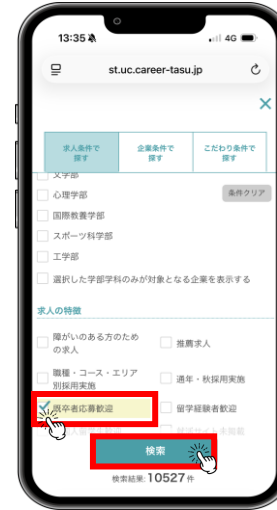 13:35
4G
st.uc.career-tasu.jp
求人条件で
探す
企業条件で
探す
こだわり条件で
探す
文学部
心理学部
条件クリア
国際教養学部
スポーツ科学部
工学部
選択した学部学科のみが対象となる企業を表示する
求人の特徴
障がいのある方のため
の求人
推薦求人
職種・コース・エリア
別採用実施
通年・秋採用実施
既卒者応募歓迎
留学経験者歓迎
検索
検索結果:10527件